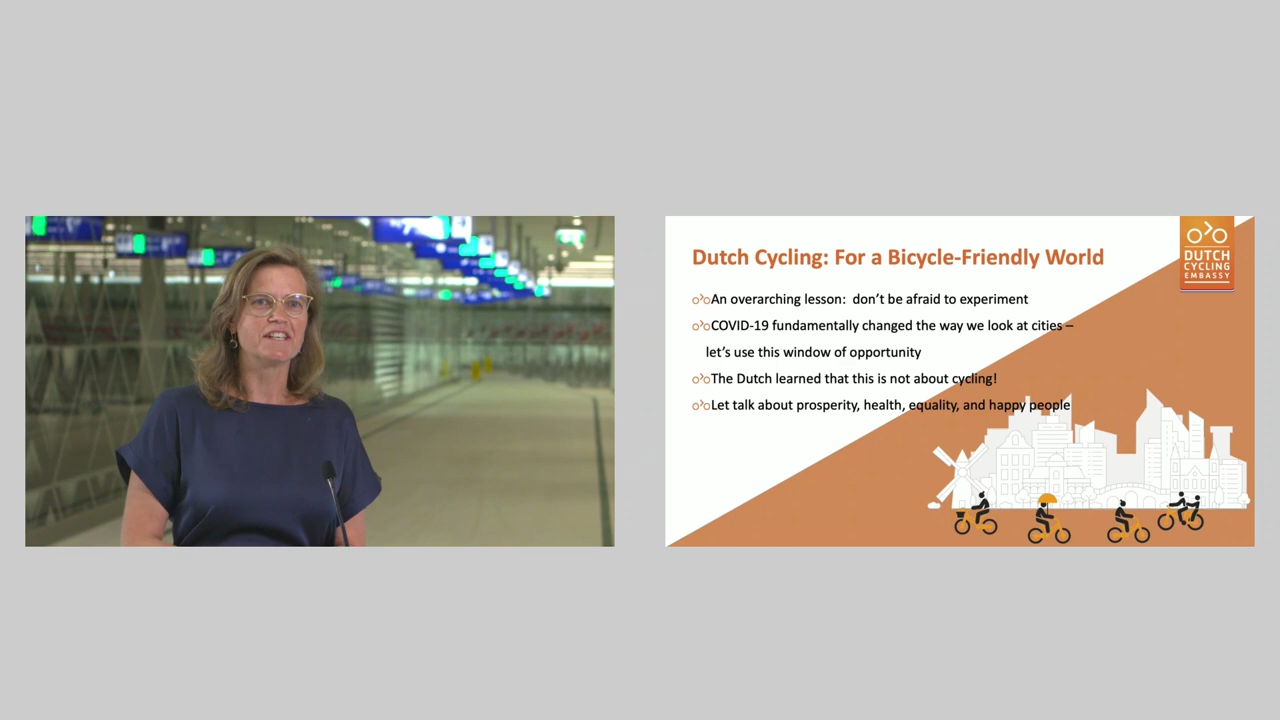 Dutch Cycling: For a Bicycle-Friendly World
DUTCH
CYCLING
EMBASSY
An overarching lesson:  don’t be afraid to experiment
COVID-19 fundamentally changed the way we look at cities –
let’s use this window of opportunity
The Dutch learned that this is not about cycling!
Let talk about prosperity, health, equality, and happy people